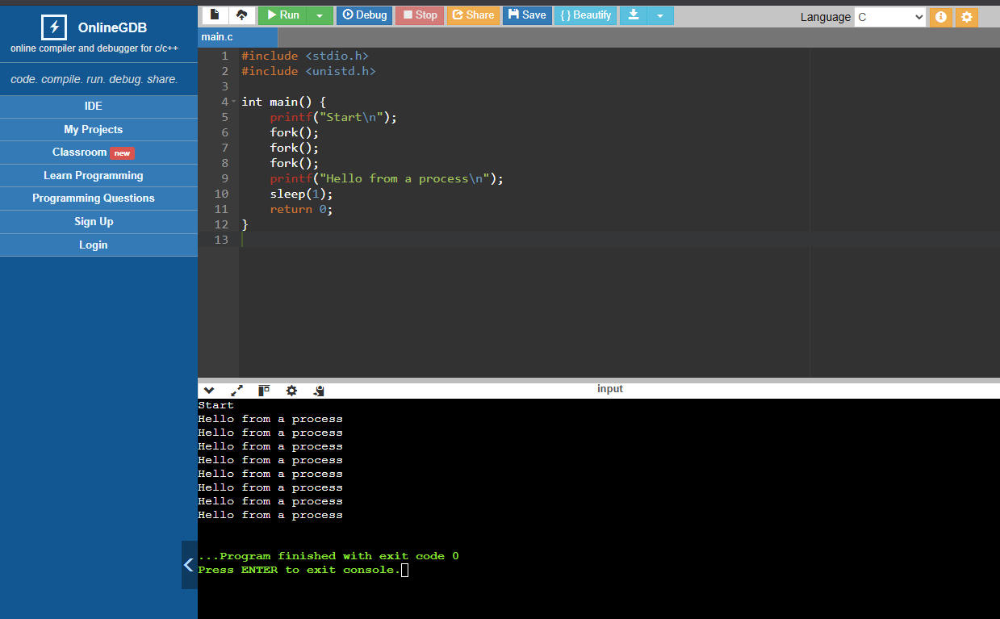 OnlineGDB
online compiler and debugger for c/c++
code. compile. run. debug. share.
IDE
My Projects
Classroom new
Learn Programming
Programming Questions
Sign Up
Login
Run Debug Stop Share Save { } Beautify Language C
main.c
1 #include <stdio.h>
2 #include <unistd.h>
3
4 int main() {
5     printf("Start\n");
6     fork();
7     fork();
8     fork();
9     printf("Hello from a process\n");
10     sleep(1);
11     return 0;
12 }
13
input
Start
Hello from a process
Hello from a process
Hello from a process
Hello from a process
Hello from a process
Hello from a process
Hello from a process
Hello from a process
...Program finished with exit code 0
Press ENTER to exit console.